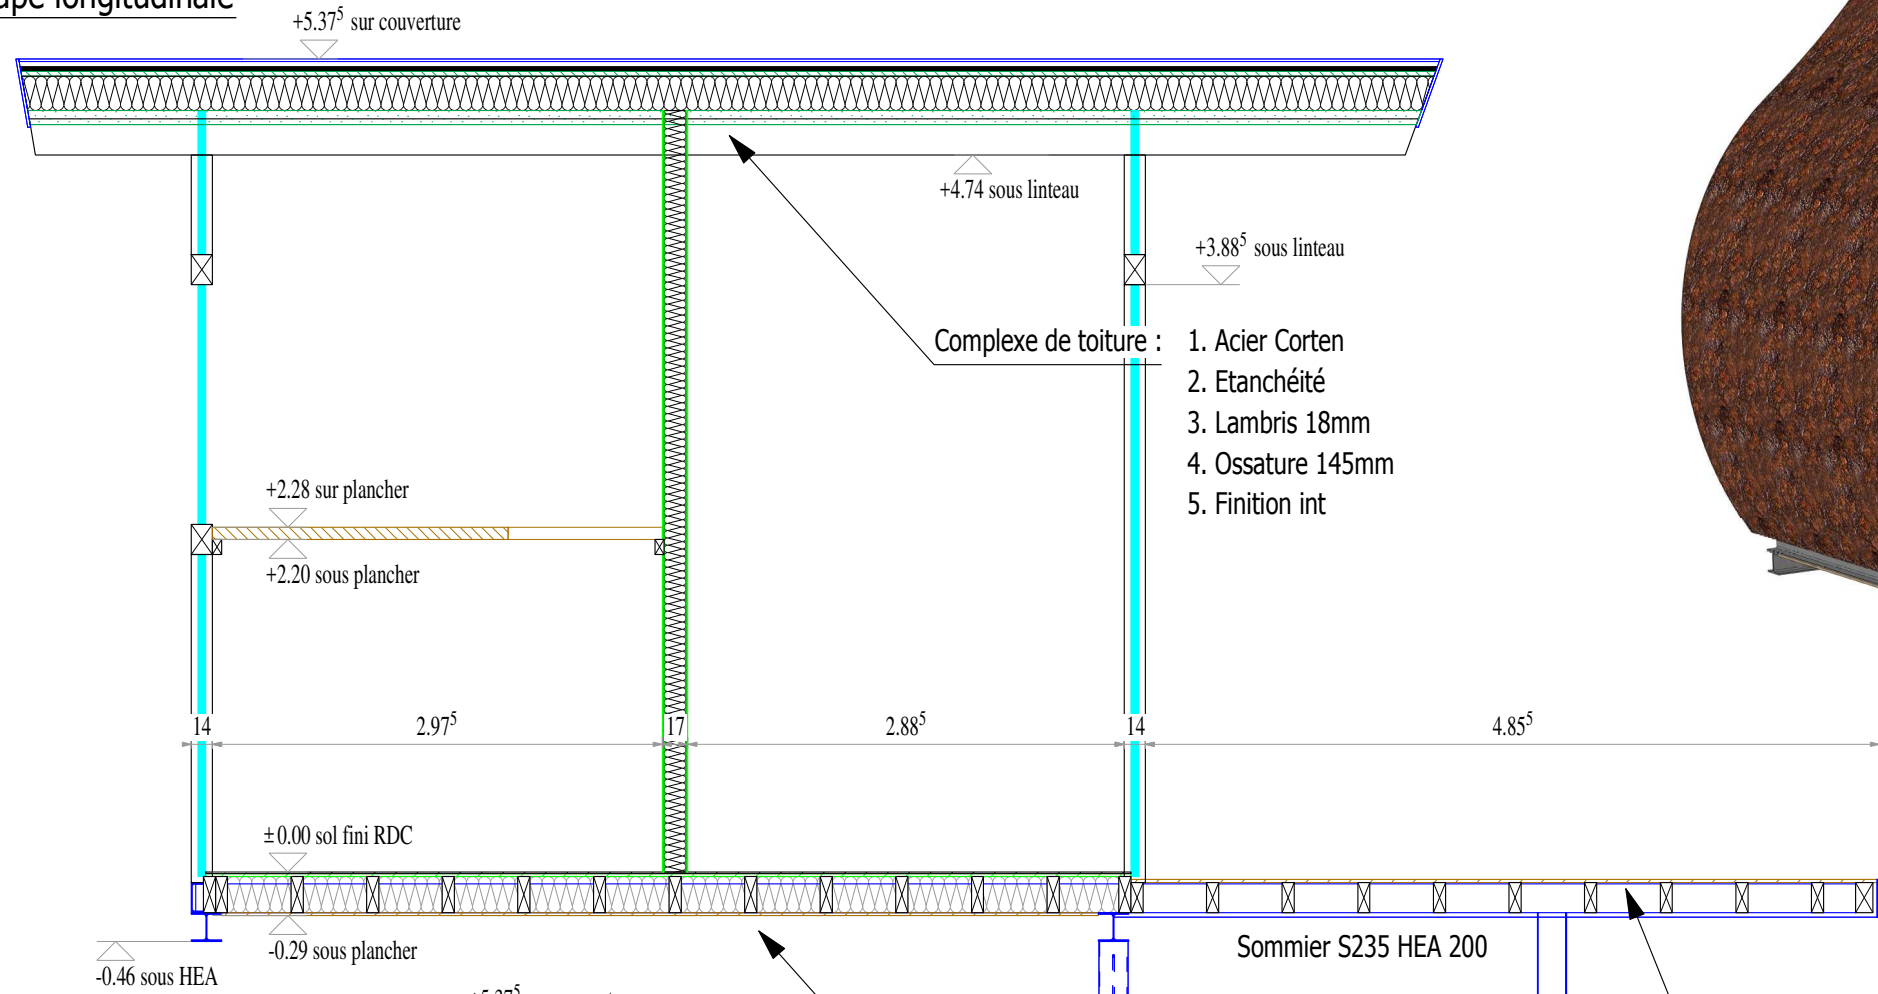 longitudinale
+5.37⁵ sur couverture
+4.74 sous linteau
+3.88⁵ sous linteau
Complexe de toiture :
1. Acier Corten
2. Etanchéité
3. Lambris 18mm
4. Ossature 145mm
5. Finition int
+2.28 sur plancher
+2.20 sous plancher
14 2.97⁵ 17 2.88⁵ 14 4.85⁵
±0.00 sol fini RDC
-0.29 sous plancher
-0.46 sous HEA
Sommier S235 HEA 200